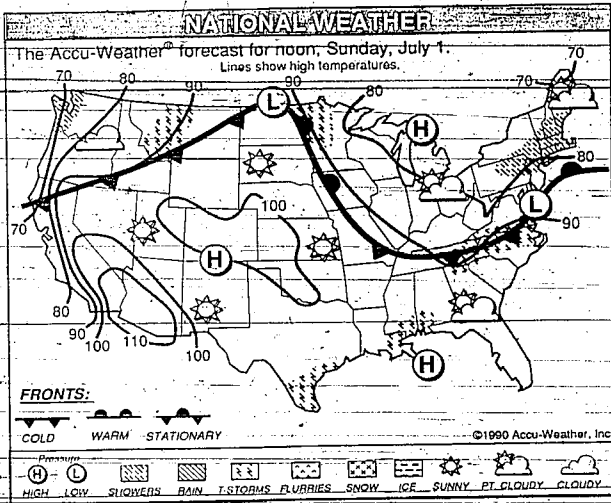 NATIONAL WEATHER
The Accu-Weather® forecast for noon, Sunday, July 1.
Lines show high temperatures.
70
80
90
80
70
70
L
H
80
100
L
90
70
H
80
90
100
110
100
H
FRONTS:
COLD WARM STATIONARY
©1990 Accu-Weather, Inc
Pressure
H L
HIGH LOW SHOWERS RAIN T-STORMS FLURRIES SNOW ICE SUNNY PT. CLOUDY CLOUDY